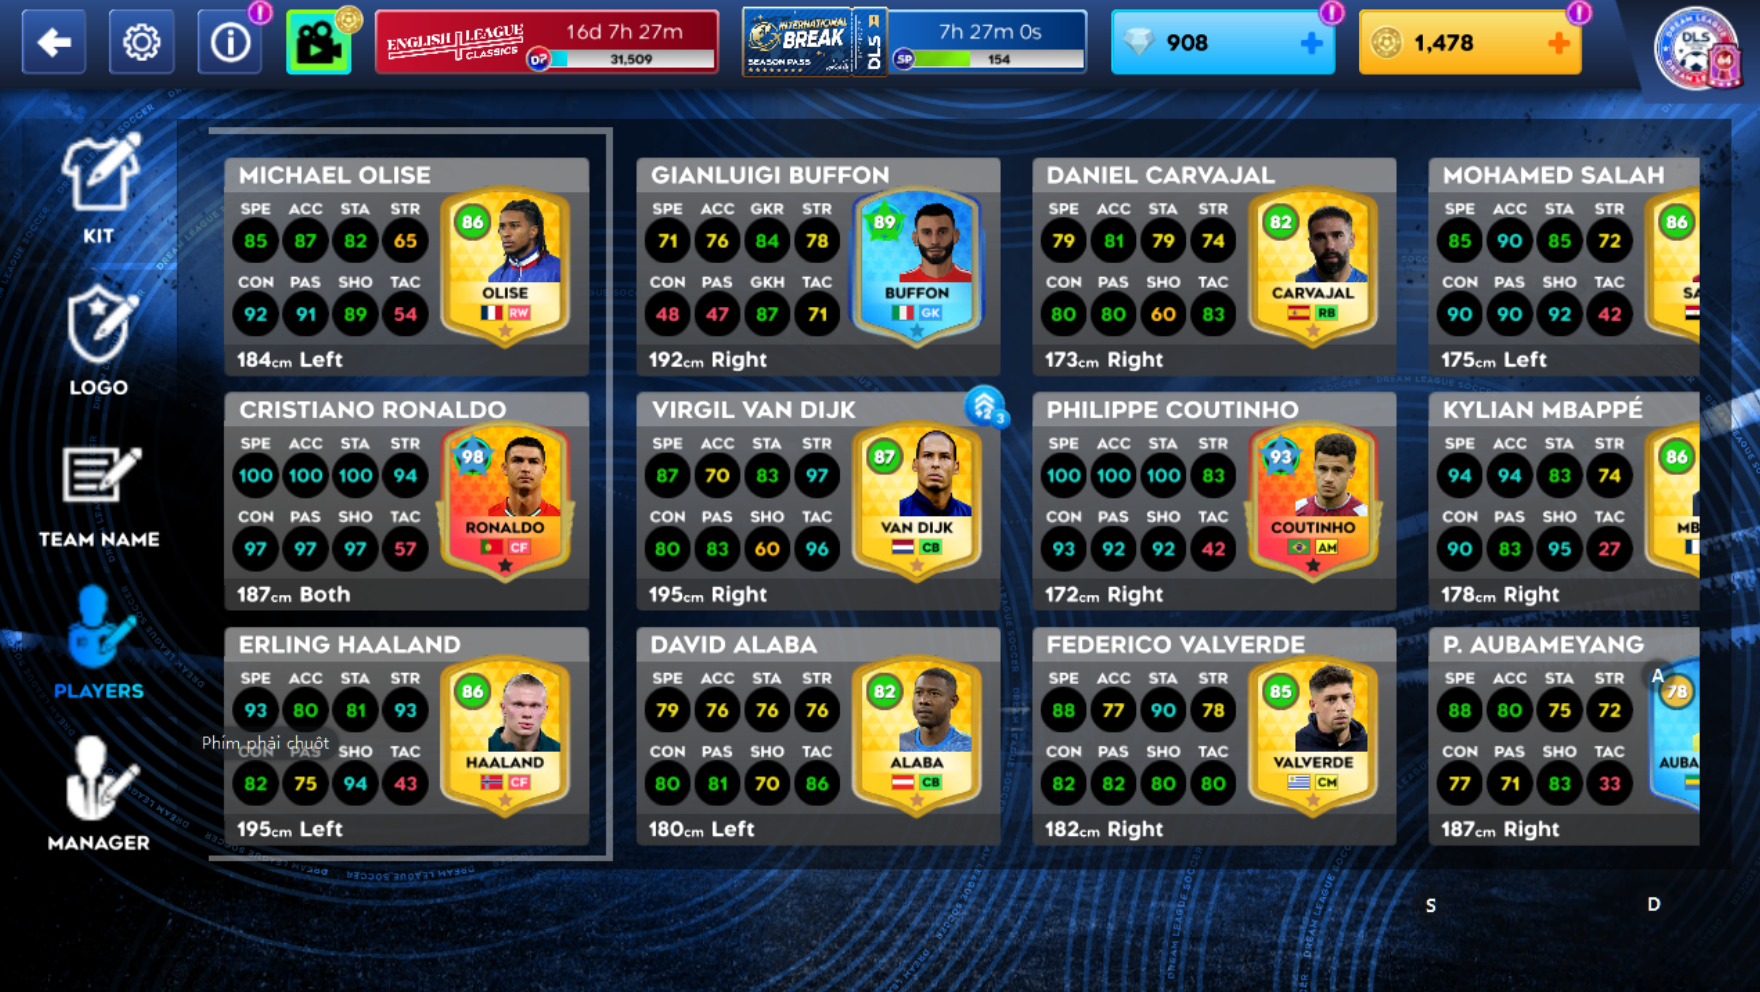 ENGLISH LEAGUE CLASSICS
16d 7h 27m
DP 31,509
INTERNATIONAL BREAK
SEASON PASS
DLS
7h 27m 0s
SP 154
908
1,478
KIT
LOGO
TEAM NAME
PLAYERS
MANAGER
MICHAEL OLISE
SPE ACC STA STR
85 87 82 65
CON PAS SHO TAC
92 91 89 54
86
OLISE
RW
184cm Left
GIANLUIGI BUFFON
SPE ACC GKR STR
71 76 84 78
CON PAS GKH TAC
48 47 87 71
89
BUFFON
GK
192cm Right
DANIEL CARVAJAL
SPE ACC STA STR
79 81 79 74
CON PAS SHO TAC
80 80 60 83
82
CARVAJAL
RB
173cm Right
MOHAMED SALAH
SPE ACC STA STR
85 90 85 72
CON PAS SHO TAC
90 90 92 42
86
SA
175cm Left
CRISTIANO RONALDO
SPE ACC STA STR
100 100 100 94
CON PAS SHO TAC
97 97 97 57
98
RONALDO
CF
187cm Both
VIRGIL VAN DIJK
SPE ACC STA STR
87 70 83 97
CON PAS SHO TAC
80 83 60 96
87
VAN DIJK
CB
195cm Right
PHILIPPE COUTINHO
SPE ACC STA STR
100 100 100 83
CON PAS SHO TAC
93 92 92 42
93
COUTINHO
AM
172cm Right
KYLIAN MBAPPÉ
SPE ACC STA STR
94 94 83 74
CON PAS SHO TAC
90 83 95 27
86
MB
178cm Right
ERLING HAALAND
SPE ACC STA STR
93 80 81 93
Phím phải chuột
CON PAS SHO TAC
82 75 94 43
86
HAALAND
CF
195cm Left
DAVID ALABA
SPE ACC STA STR
79 76 76 76
CON PAS SHO TAC
80 81 70 86
82
ALABA
CB
180cm Left
FEDERICO VALVERDE
SPE ACC STA STR
88 77 90 78
CON PAS SHO TAC
82 82 80 80
85
VALVERDE
CM
182cm Right
P. AUBAMEYANG
SPE ACC STA STR
88 80 75 72
CON PAS SHO TAC
77 71 83 33
A
78
AUBA
187cm Right
S D